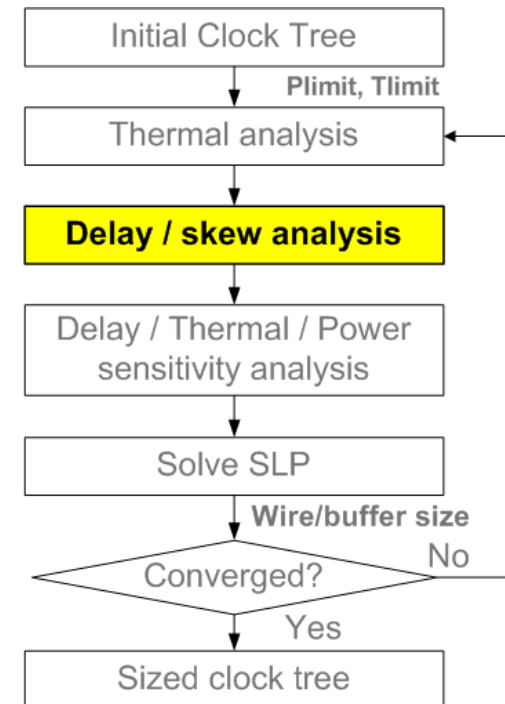 Initial Clock Tree
Plimit, Tlimit
Thermal analysis
Delay / skew analysis
Delay / Thermal / Power
sensitivity analysis
Solve SLP
Wire/buffer size
Converged?
No
Yes
Sized clock tree